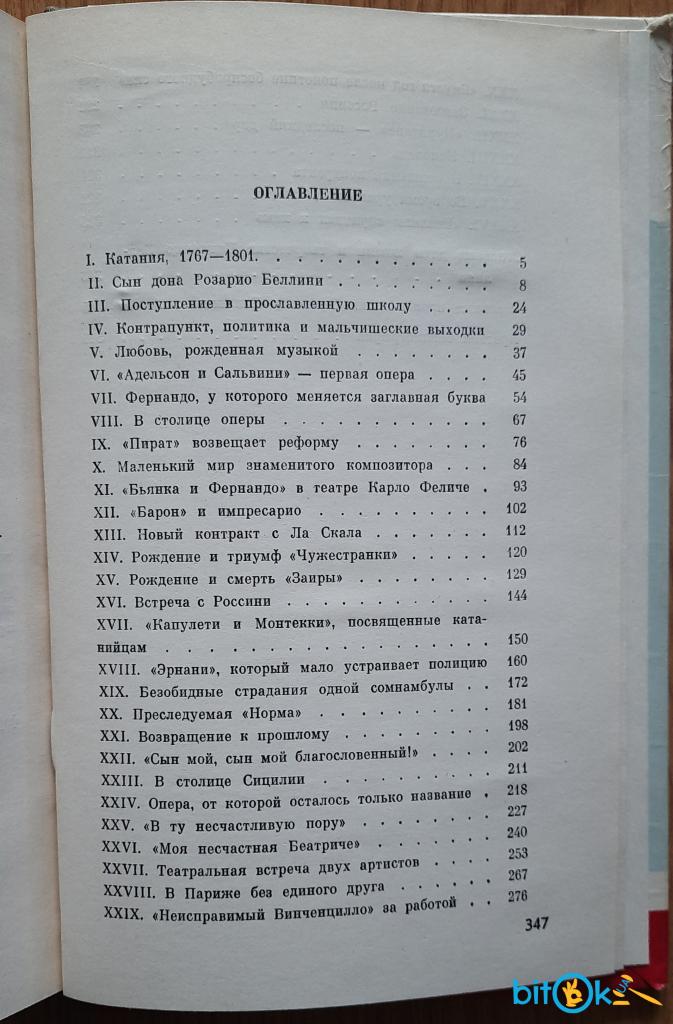 ОГЛАВЛЕНИЕ
I. Катания, 1767—1801. . . . . . . . . . . . . 5
II. Сын дона Розарио Беллини . . . . . . . . 8
III. Поступление в прославленную школу . . . . 24
IV. Контрапункт, политика и мальчишеские выходки 29
V. Любовь, рожденная музыкой . . . . . . . 37
VI. «Адельсон и Сальвини» — первая опера . . . . 45
VII. Фернандо, у которого меняется заглавная буква 54
VIII. В столице оперы . . . . . . . . . . . . 67
IX. «Пират» возвещает реформу . . . . . . . . 76
X. Маленький мир знаменитого композитора . . . 84
XI. «Бьянка и Фернандо» в театре Карло Феличе . 93
XII. «Барон» и импресарио . . . . . . . . . . 102
XIII. Новый контракт с Ла Скала . . . . . . . 112
XIV. Рождение и триумф «Чужестранки» . . . . . 120
XV. Рождение и смерть «Заиры» . . . . . . . . 129
XVI. Встреча с Россини . . . . . . . . . . . 144
XVII. «Капулети и Монтекки», посвященные ката-
нийцам . . . . . . . . . . . . . . . . . 150
XVIII. «Эрнани», который мало устраивает полицию 160
XIX. Безобидные страдания одной сомнамбулы . . 172
XX. Преследуемая «Норма» . . . . . . . . . . 181
XXI. Возвращение к прошлому . . . . . . . . 198
XXII. «Сын мой, сын мой благословенный!» . . . . 202
XXIII. В столице Сицилии . . . . . . . . . 211
XXIV. Опера, от которой осталось только название . 218
XXV. «В ту несчастливую пору» . . . . . . . . 227
XXVI. «Моя несчастная Беатриче» . . . . . . . 240
XXVII. Театральная встреча двух артистов . . . . 253
XXVIII. В Париже без единого друга . . . . . . 267
XXIX. «Неисправимый Винченцилло» за работой . . 276
347
bitok.ua